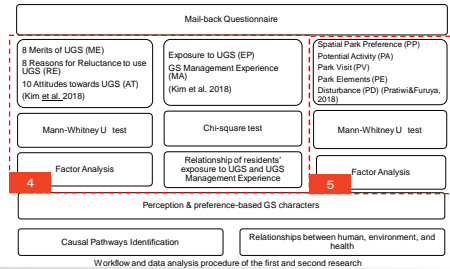 Mail-back Questionnaire
8 Merits of UGS (ME)
8 Reasons for Reluctance to use
UGS (RE)
10 Attitudes towards UGS (AT)
(Kim et al. 2018)
Exposure to UGS (EP)
GS Management Experience
(MA)
(Kim et al. 2018)
Spatial Park Preference (PP)
Potential Activity (PA)
Park Visit (PV)
Park Elements (PE)
Disturbance (PD) (Pratiwi&Furuya,
2018)
Mann-Whitney U test
Chi-square test
Mann-Whitney U test
Factor Analysis
Relationship of residents'
exposure to UGS and UGS
Management Experience
Factor Analysis
4
5
Perception & preference-based GS characters
Causal Pathways Identification
Relationships between human, environment, and
health
Workflow and data analysis procedure of the first and second research